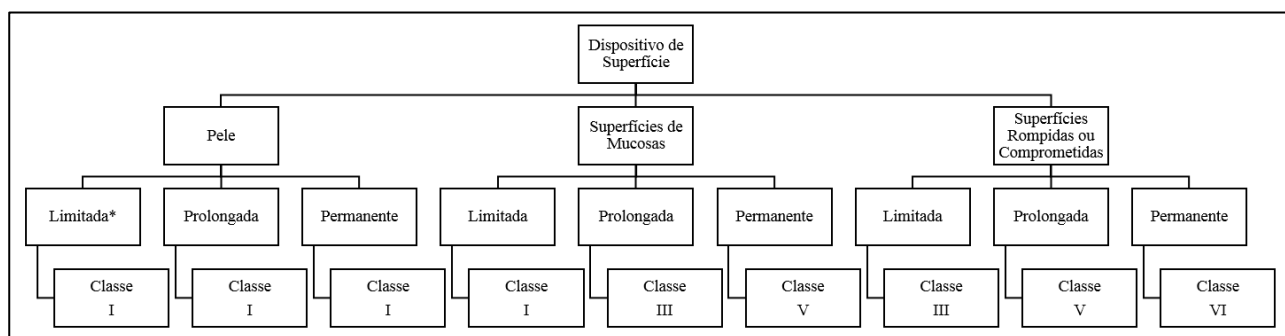 Dispositivo de
Superfície
Pele
Superfícies de
Mucosas
Superfícies
Rompidas ou
Comprometidas
Limitada*
Prolongada
Permanente
Limitada
Prolongada
Permanente
Limitada
Prolongada
Permanente
Classe
I
Classe
I
Classe
I
Classe
I
Classe
III
Classe
V
Classe
III
Classe
V
Classe
VI